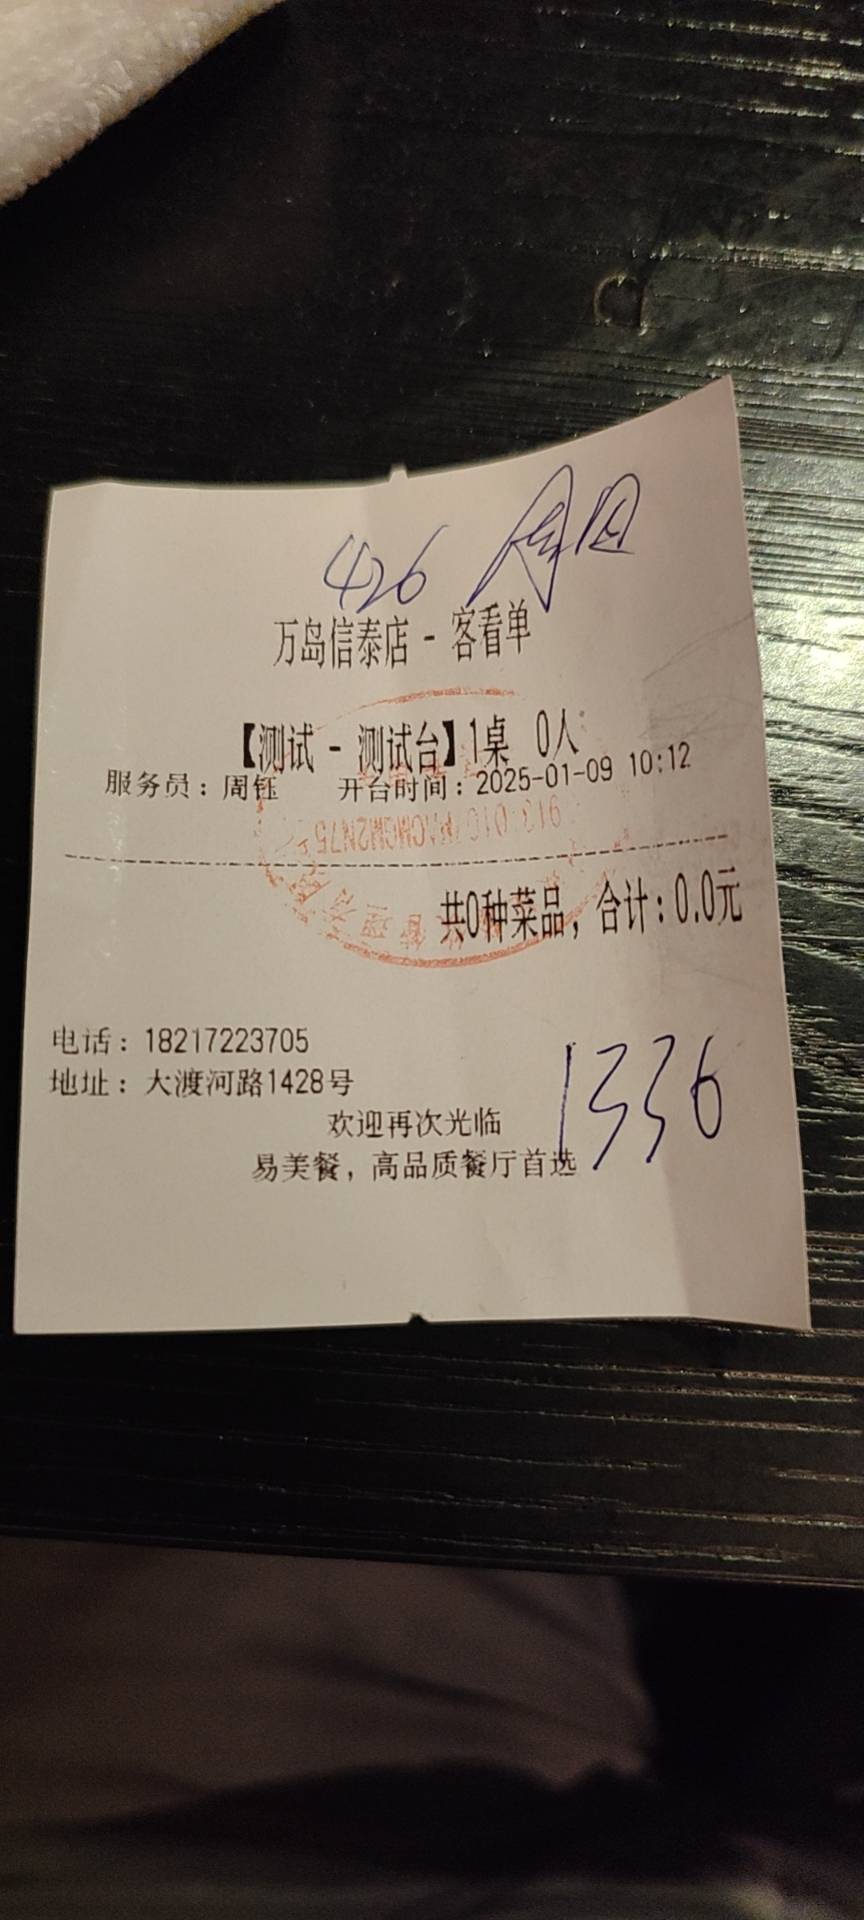 426 周
万岛信泰店 - 客看单
【测试 - 测试台】1桌 0人
服务员：周钰 开台时间：2025-01-09 10:12
共0种菜品，合计：0.0元
电话：18217223705
地址：大渡河路1428号
1336
欢迎再次光临
易美餐，高品质餐厅首选